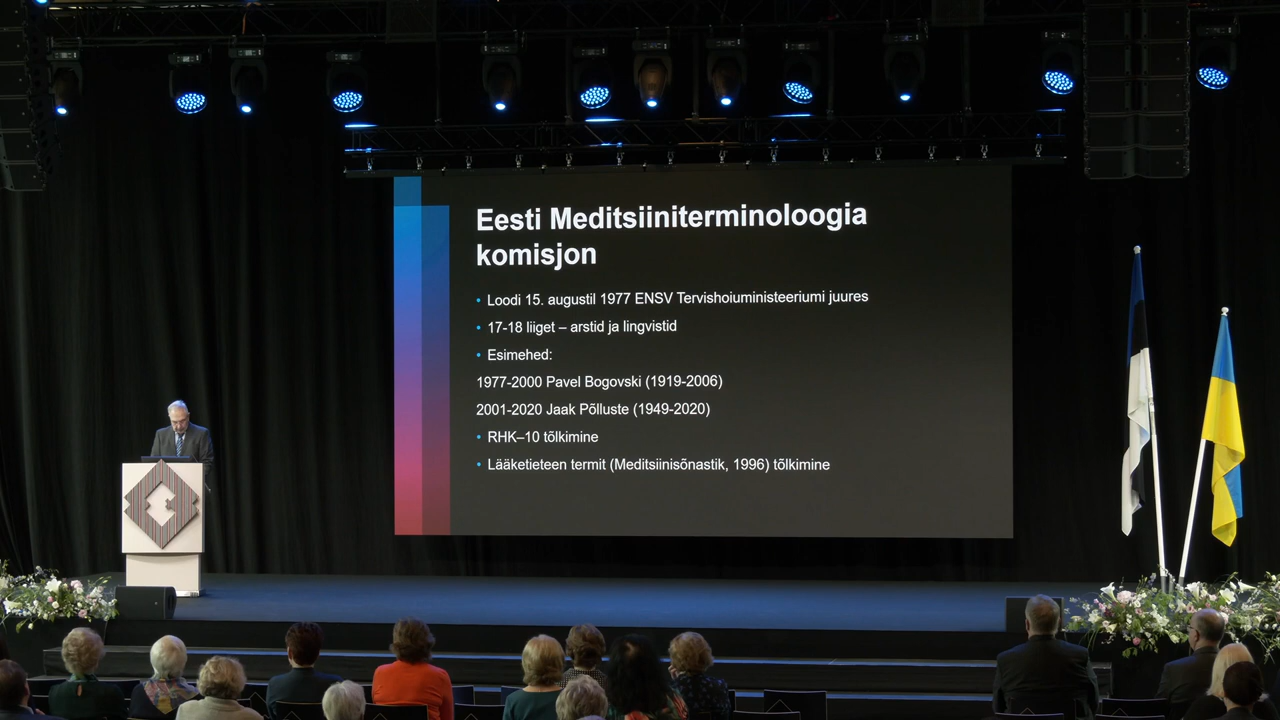 Eesti Meditsiiniterminoloogia
komisjon
• Loodi 15. augustil 1977 ENSV Tervishoiuministeeriumi juures
• 17-18 liiget – arstid ja lingvistid
• Esimehed:
1977-2000 Pavel Bogovski (1919-2006)
2001-2020 Jaak Põlluste (1949-2020)
• RHK–10 tõlkimine
• Lääketieteen termit (Meditsiinisõnastik, 1996) tõlkimine